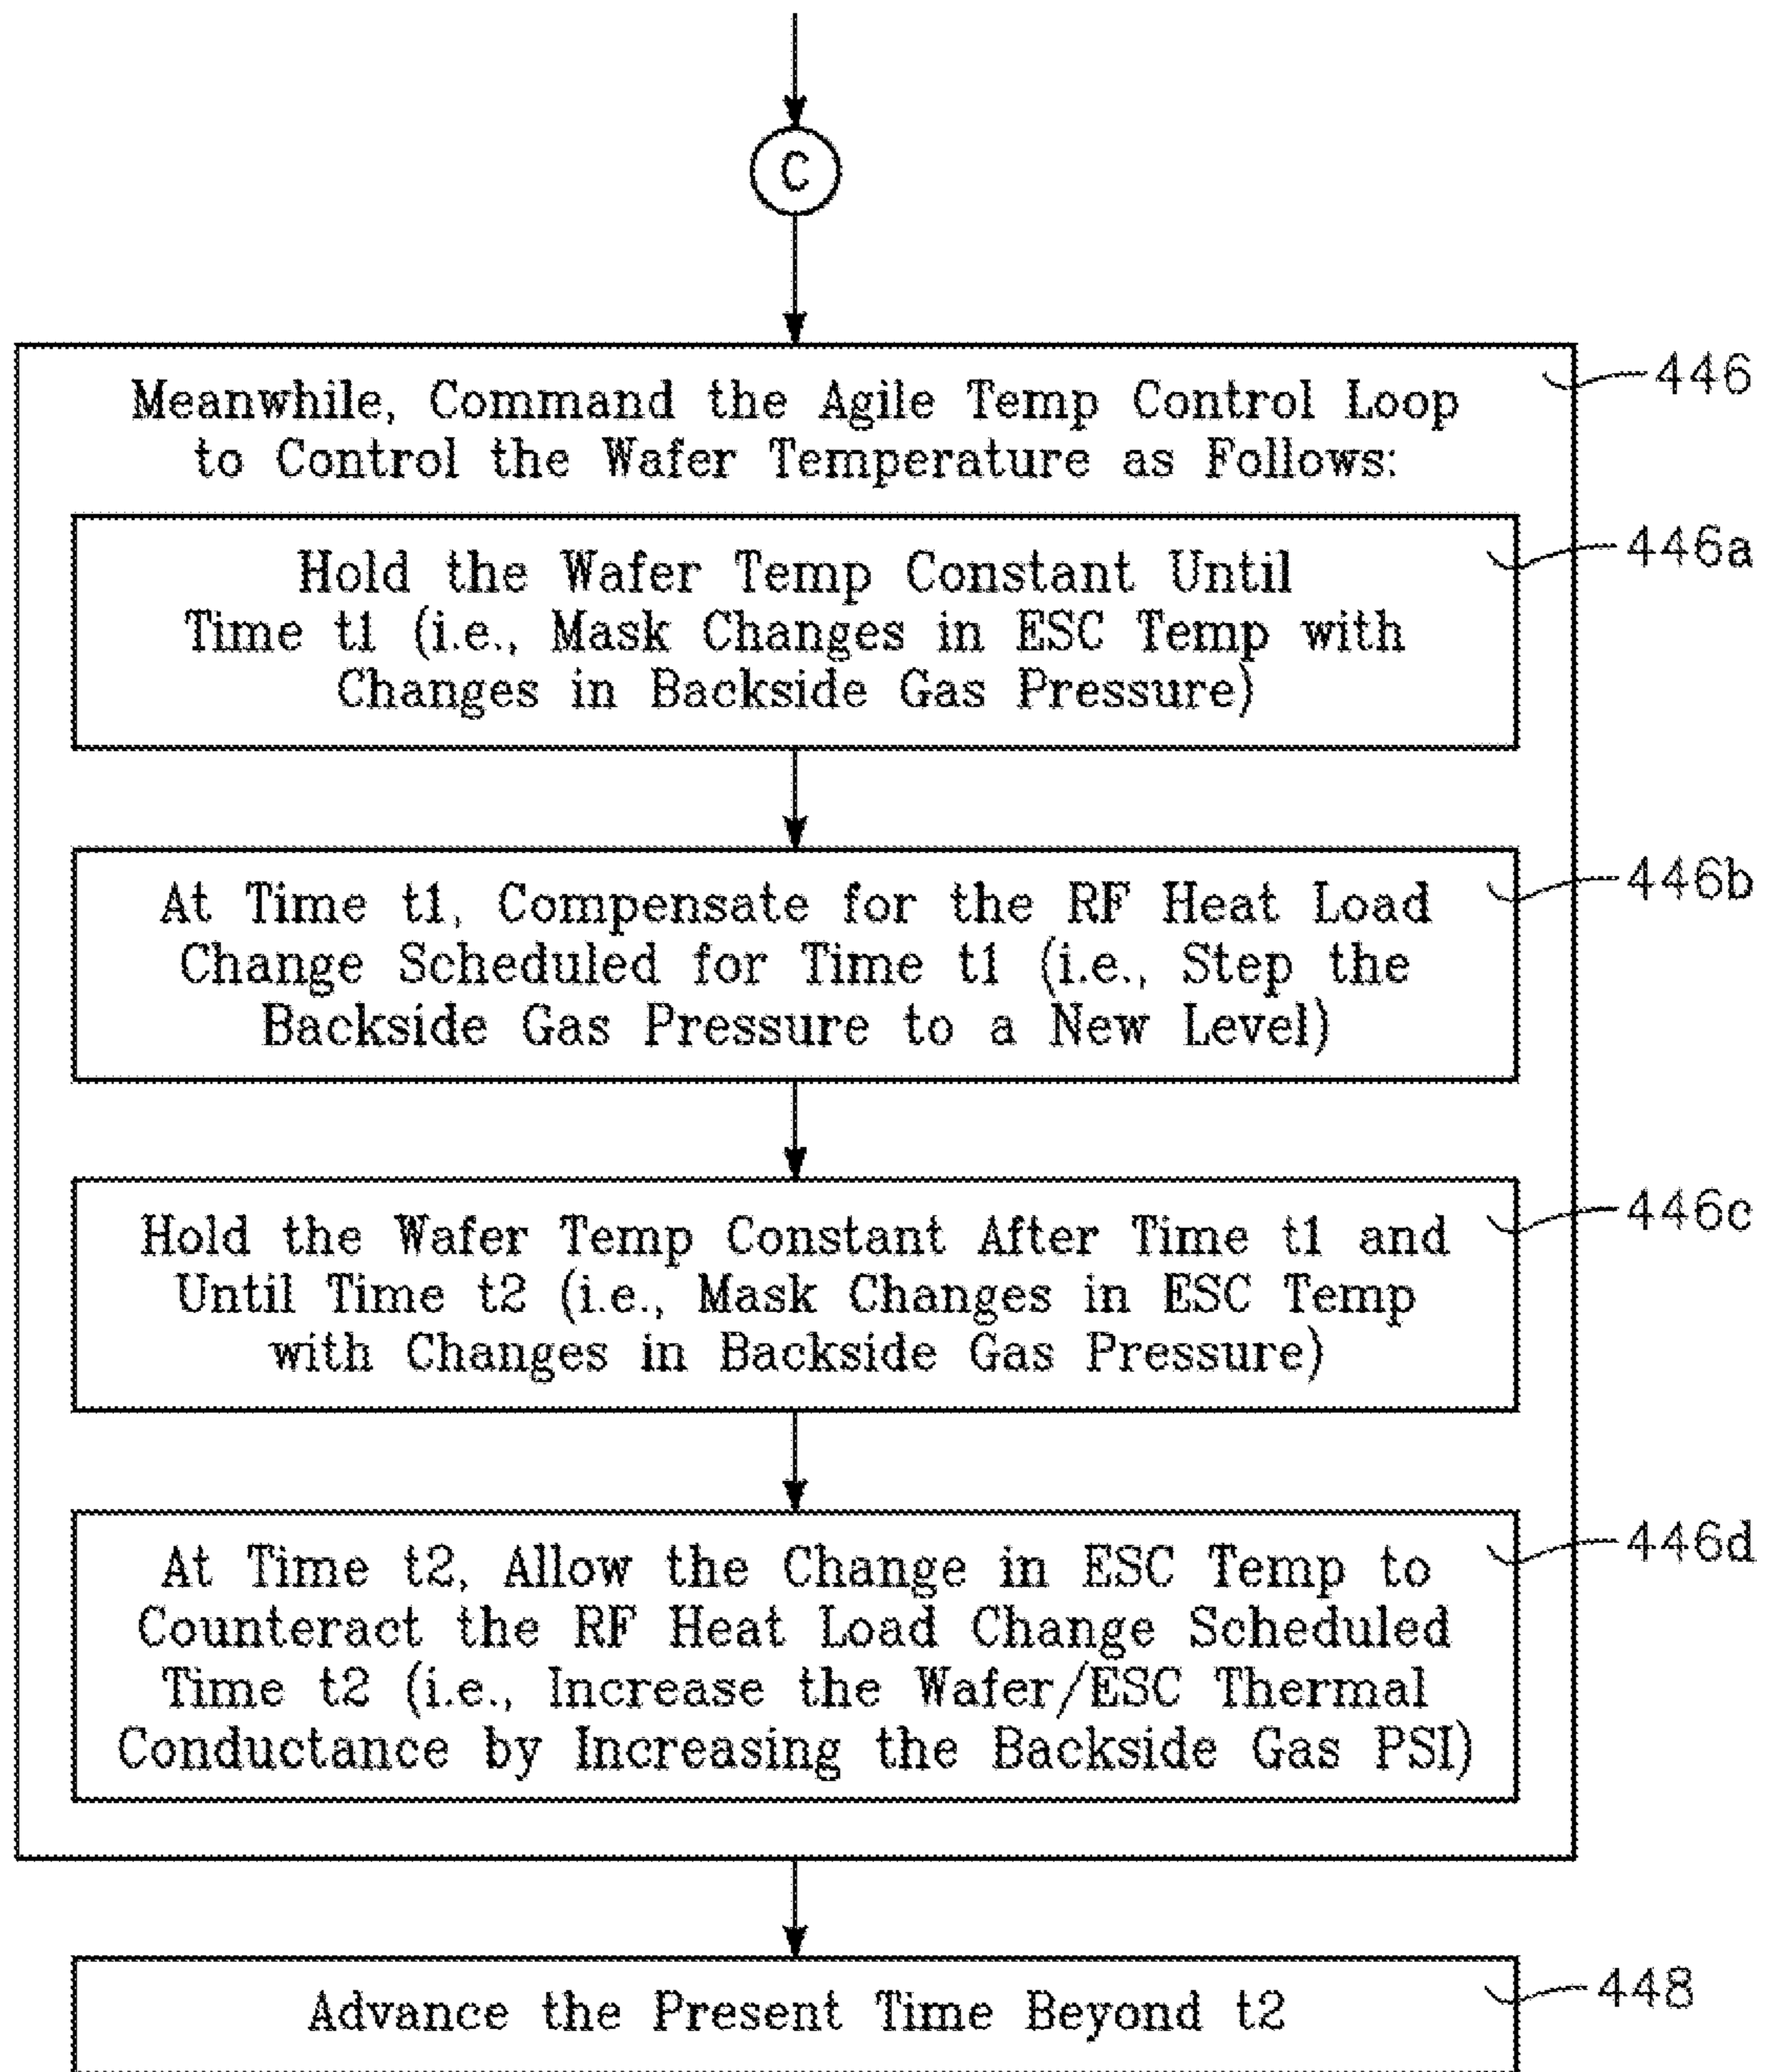 C
Meanwhile, Command the Agile Temp Control Loop
to Control the Wafer Temperature as Follows:
446
Hold the Wafer Temp Constant Until
Time t1 (i.e., Mask Changes in ESC Temp with
Changes in Backside Gas Pressure)
446a
At Time t1, Compensate for the RF Heat Load
Change Scheduled for Time t1 (i.e., Step the
Backside Gas Pressure to a New Level)
446b
Hold the Wafer Temp Constant After Time t1 and
Until Time t2 (i.e., Mask Changes in ESC Temp
with Changes in Backside Gas Pressure)
446c
At Time t2, Allow the Change in ESC Temp to
Counteract the RF Heat Load Change Scheduled
Time t2 (i.e., Increase the Wafer/ESC Thermal
Conductance by Increasing the Backside Gas PSI)
446d
Advance the Present Time Beyond t2
448